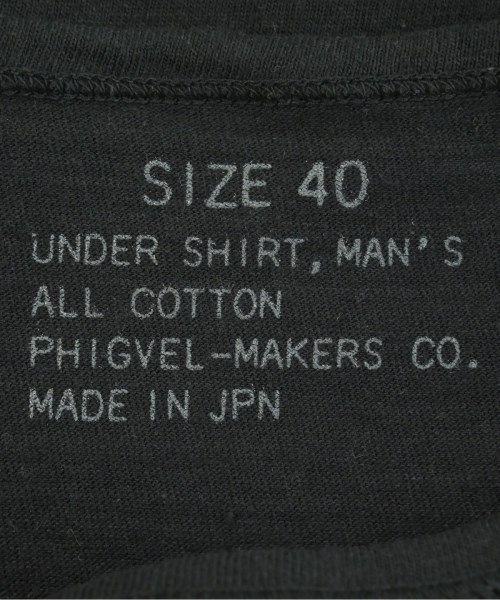 SIZE 40
UNDER SHIRT, MAN'S
ALL COTTON
PHIGVEL-MAKERS CO.
MADE IN JPN